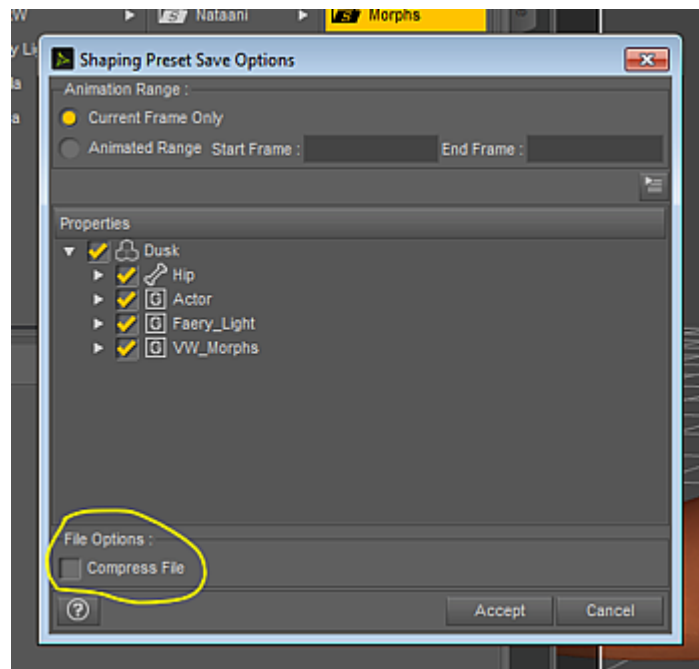 Nataani
Morphs
Shaping Preset Save Options
Animation Range :
Current Frame Only
Animated Range Start Frame : End Frame :
Properties
Dusk
Hip
G Actor
G Faery_Light
G VW_Morphs
File Options :
Compress File
? Accept Cancel